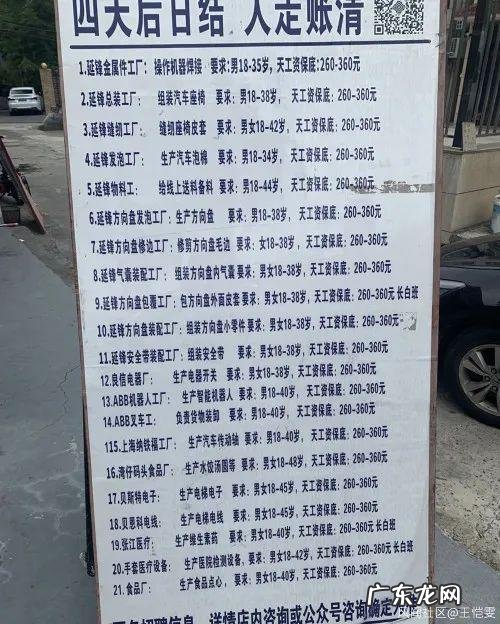 四天后日结 人走账清
1.延锋金属件工厂: 操作机器焊接 要求:男18-35岁, 天工资保底:260-360元
2.延锋总装工厂: 组装汽车座椅 要求:男18-38岁, 天工资保底:260-360元
3.延锋缝纫工厂: 缝纫座椅皮套 要求:男女18-42岁, 天工资保底:260-360元
4.延锋发泡工厂: 生产汽车泡棉 要求:男18-34岁, 天工资保底:260-360元
5.延锋物料工: 给线上送料备料 要求:男18-44岁, 天工资保底:260-360元
6.延锋方向盘发泡工厂:生产方向盘 要求:男18-38岁, 天工资保底:260-360元
7.延锋方向盘修边工厂:修剪方向盘毛边 要求:女18-38岁, 天工资保底:260-360元
8.延锋气囊装配工厂:组装方向盘内气囊 要求:男女18-38岁, 天工资保底:260-360元
9.延锋方向盘包覆工厂:包方向盘外面皮套 要求:男女18-38岁, 天工资保底:260-360元 长白班
10.延锋方向盘装配工厂:组装方向盘小零件 要求:男女18-38岁, 天工资保底:260-360元
11.延锋安全带装配工厂:组装安全带 要求:男女18-38岁, 天工资保底:260-360元
12.良信电器厂: 生产电器开关 要求:男女18-38岁, 天工资保底:260-360元
13.ABB机器人工厂:生产智能机器人 要求:男18-40岁, 天工资保底:260-360元
14.ABB叉车工: 负责货物装卸 要求:男18-40岁, 天工资保底:260-360元
115.上海纳铁福工厂:生产汽车传动轴 要求:男18-40岁, 天工资保底:260-360元
16.湾仔码头食品厂:生产水饺汤圆等 要求:男女18-48岁, 天工资保底:260-360元
17.贝斯特电子: 生产电梯电子 要求:男女18-45岁, 天工资保底:260-360元
18.贝恩科电线: 生产电梯电线 要求:男女18-45岁, 天工资保底:260-360元
19.张江医疗: 生产维生素药 要求:男女18-40岁, 天工资保底:260-360元 长白班
20.手套医疗设备: 生产医院检测设备, 要求:男女18-42岁, 天工资保底:260-360元 长白班
21.食品厂: 生产食品点心, 要求:男女18-40岁, 天工资保底:260-360元
招聘信息 详情店内咨询或公众号咨询确定
广东龙网
社区@王恺雯